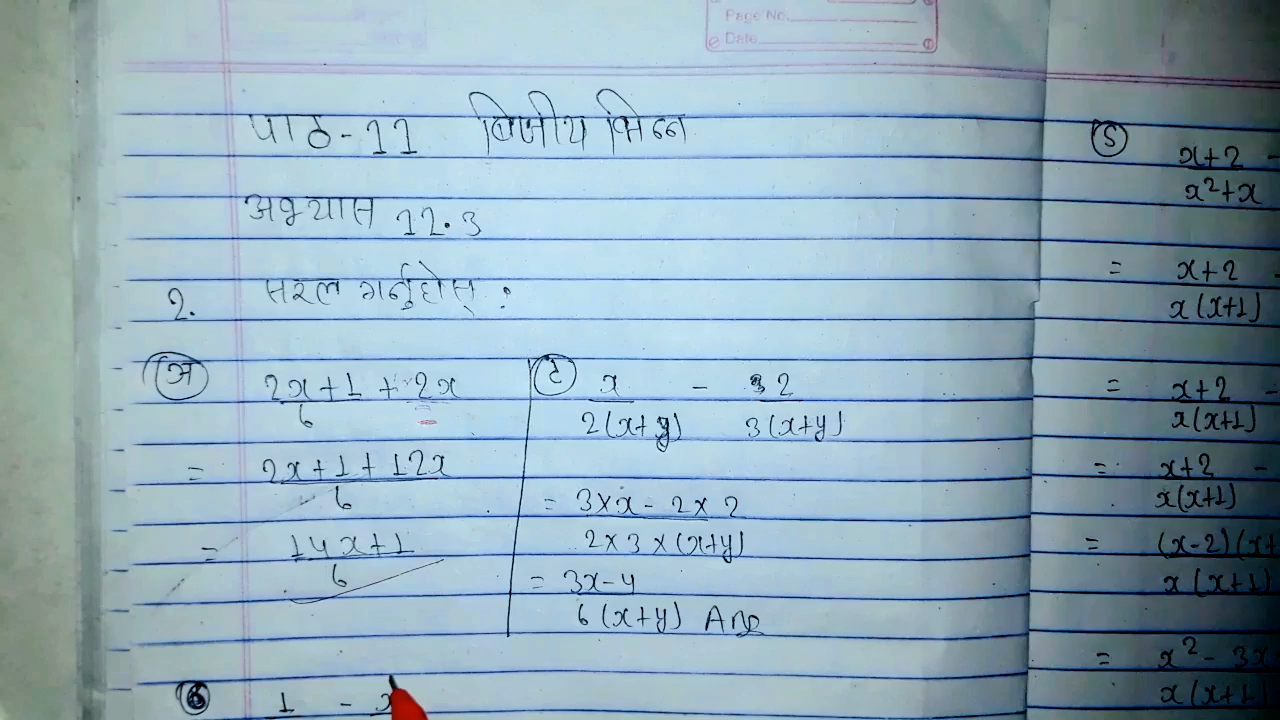 Page No.
Date
पाठ-11 बिजीय भिन्न
अभ्यास 11.3
2. सरल गर्नुहोस् :
अ 2x+1 + 2x
6
= 2x+1+12x
6
= 14x+1
6
ट x - 2
2(x+y) 3(x+y)
= 3×x - 2×2
2×3×(x+y)
= 3x-4
6(x+y) Ans
1 -
x+2 -
x²+x
= x+2 -
x(x+1)
= x+2 -
x(x+1)
= x+2 -
x(x+1)
= (x-2)(x+
x(x+1)
= x²-3x
x(x+1)